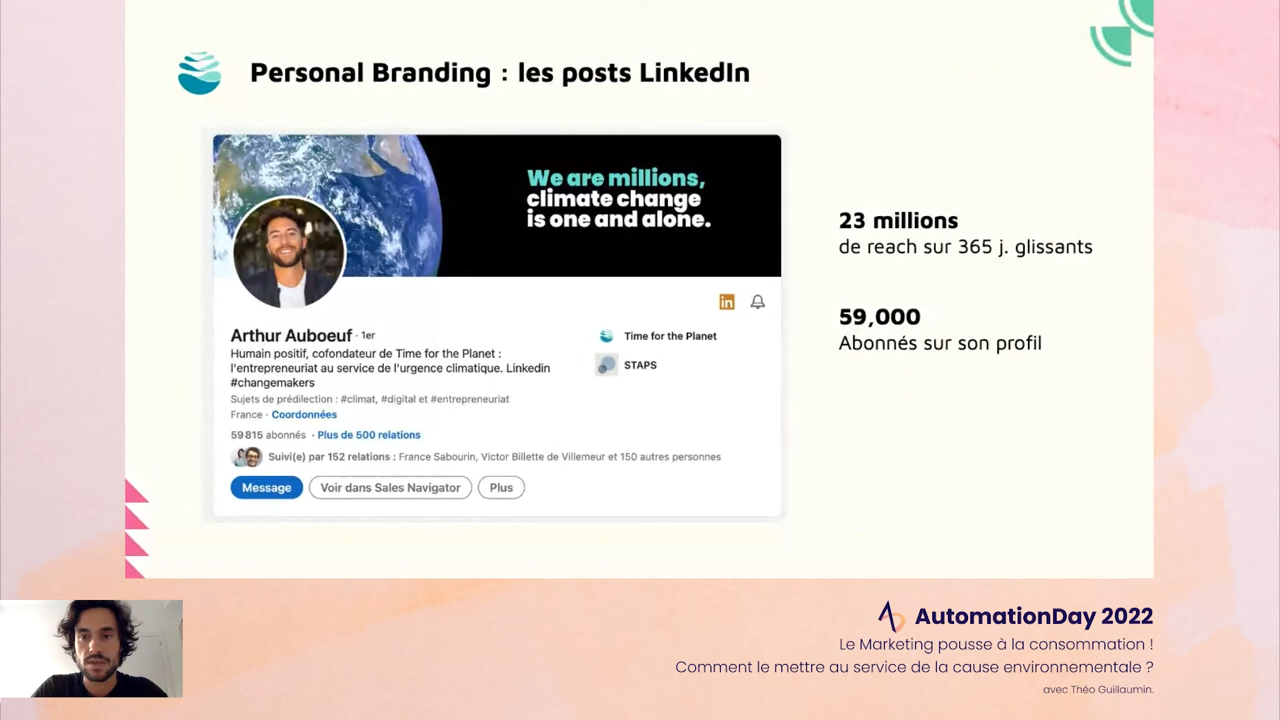 Personal Branding : les posts LinkedIn
We are millions,
climate change
is one and alone.
in
Arthur Auboeuf · 1er
Humain positif, cofondateur de Time for the Planet :
l'entrepreneuriat au service de l'urgence climatique. Linkedin
#changemakers
Sujets de prédilection : #climat, #digital et #entrepreneuriat
France · Coordonnées
59 815 abonnés · Plus de 500 relations
Suivi(e) par 152 relations : France Sabourin, Victor Billette de Villemeur et 150 autres personnes
Message
Voir dans Sales Navigator
Plus
Time for the Planet
STAPS
23 millions
de reach sur 365 j. glissants
59,000
Abonnés sur son profil
AutomationDay 2022
Le Marketing pousse à la consommation !
Comment le mettre au service de la cause environnementale ?
avec Théo Guillaumin.